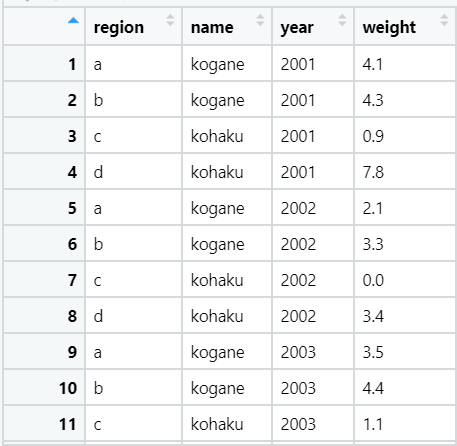 region name year weight
1 a kogane 2001 4.1
2 b kogane 2001 4.3
3 c kohaku 2001 0.9
4 d kohaku 2001 7.8
5 a kogane 2002 2.1
6 b kogane 2002 3.3
7 c kohaku 2002 0.0
8 d kohaku 2002 3.4
9 a kogane 2003 3.5
10 b kogane 2003 4.4
11 c kohaku 2003 1.1